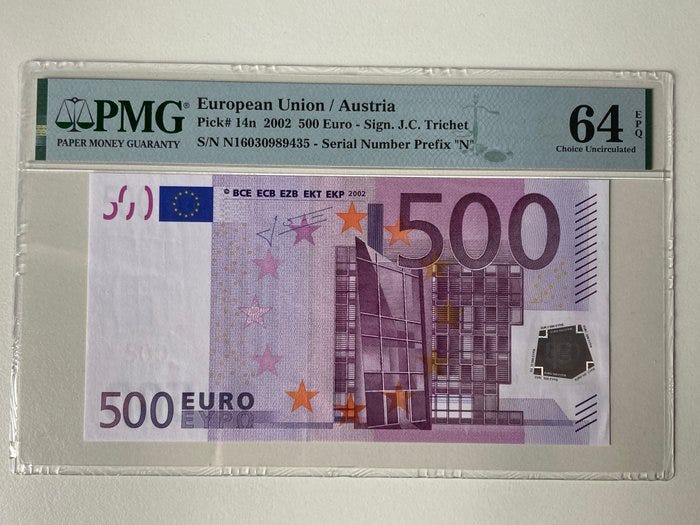 PMG
PAPER MONEY GUARANTY
European Union / Austria
Pick# 14n 2002 500 Euro - Sign. J.C. Trichet
S/N N16030989435 - Serial Number Prefix "N"
64 EPQ
Choice Uncirculated
© BCE ECB EZB EKT EKP 2002
500
500 EURO
ΕΥΡΩ